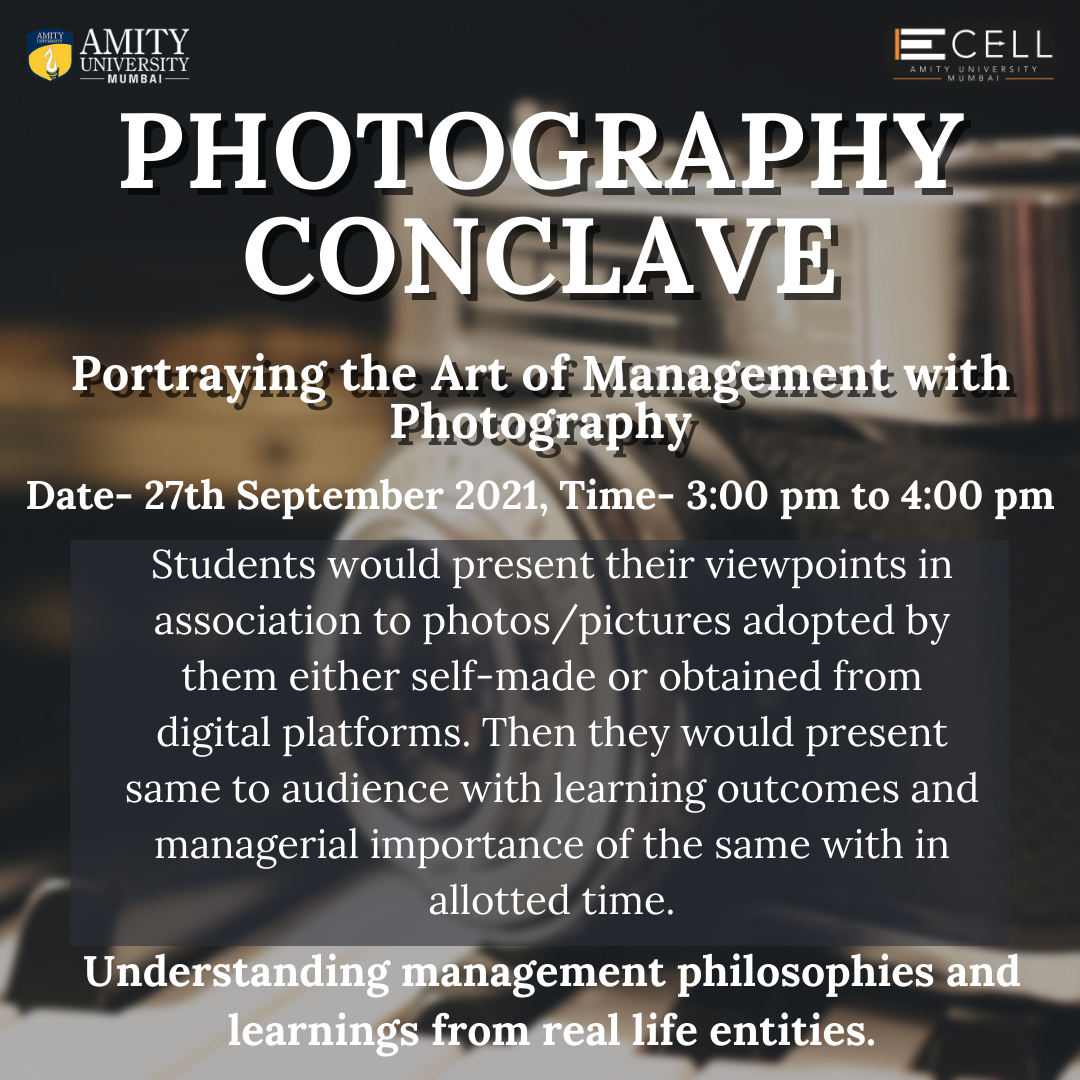 AMITY
UNIVERSITY
AMITY
UNIVERSITY
MUMBAI
ECELL
AMITY UNIVERSITY
MUMBAI
PHOTOGRAPHY
CONCLAVE
Portraying the Art of Management with
Photography
Date- 27th September 2021, Time- 3:00 pm to 4:00 pm
Students would present their viewpoints in
association to photos/pictures adopted by
them either self-made or obtained from
digital platforms. Then they would present
same to audience with learning outcomes and
managerial importance of the same with in
allotted time.
Understanding management philosophies and
learnings from real life entities.